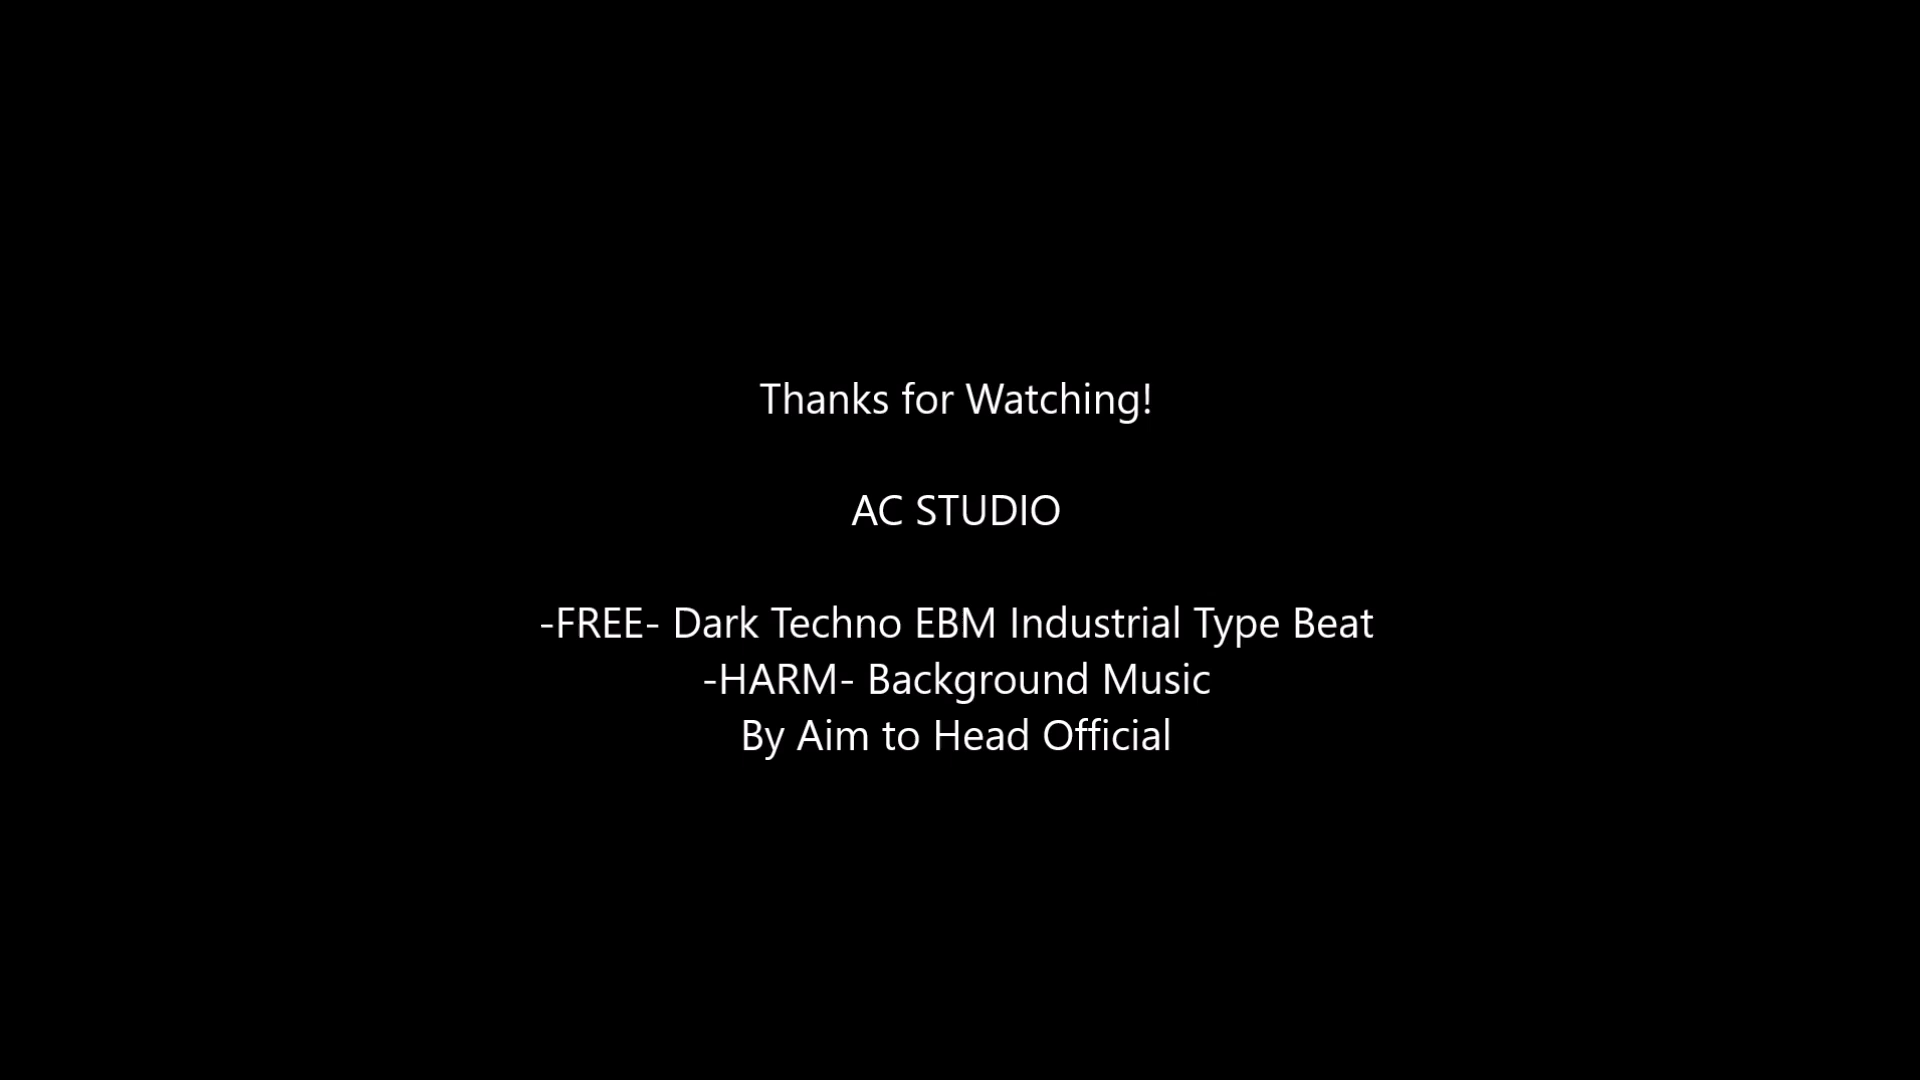 Thanks for Watching!
AC STUDIO
-FREE- Dark Techno EBM Industrial Type Beat
-HARM- Background Music
By Aim to Head Official